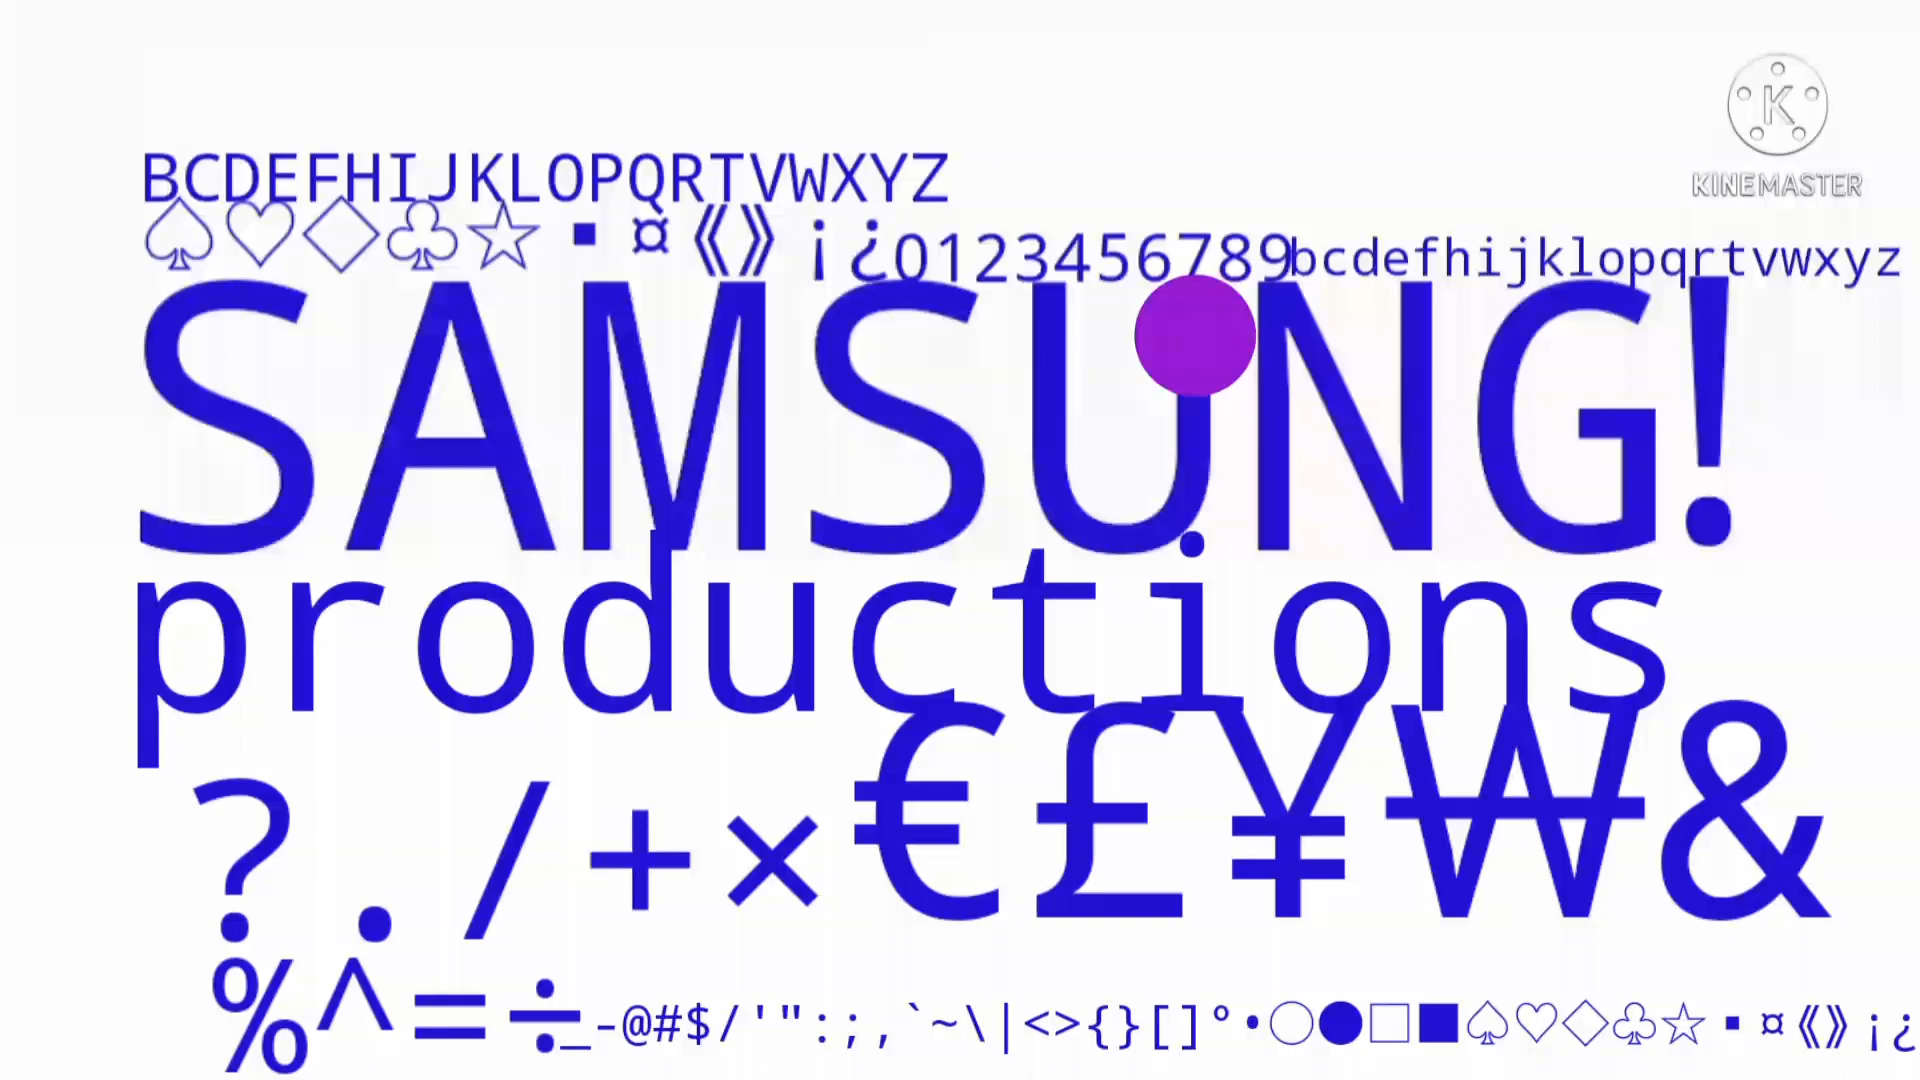 BCDEFHIJKLOPQRTVWXYZ
♤♡◇♧☆▪¤《》¡¿0123456789bcdefhijklopqrtvwxyz
SAMSUNG!
productions
?./+×€£¥₩&
%^=÷_-@#$/'":;,`~\|<>{}[]°•○●□■♤♡◇♧☆▪¤《》¡¿
K
KINEMASTER